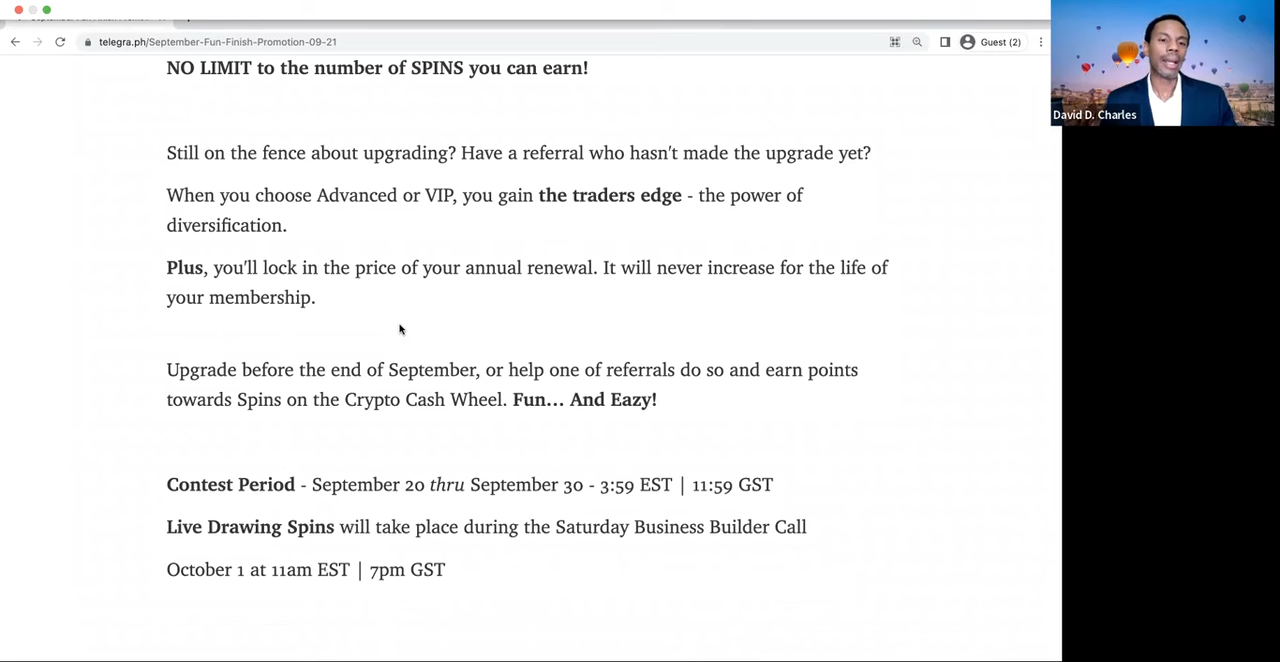 telegra.ph/September-Fun-Finish-Promotion-09-21
Guest (2)
NO LIMIT to the number of SPINS you can earn!
Still on the fence about upgrading? Have a referral who hasn't made the upgrade yet?
When you choose Advanced or VIP, you gain the traders edge - the power of
diversification.
Plus, you'll lock in the price of your annual renewal. It will never increase for the life of
your membership.
Upgrade before the end of September, or help one of referrals do so and earn points
towards Spins on the Crypto Cash Wheel. Fun... And Eazy!
Contest Period - September 20 thru September 30 - 3:59 EST | 11:59 GST
Live Drawing Spins will take place during the Saturday Business Builder Call
October 1 at 11am EST | 7pm GST
David D. Charles